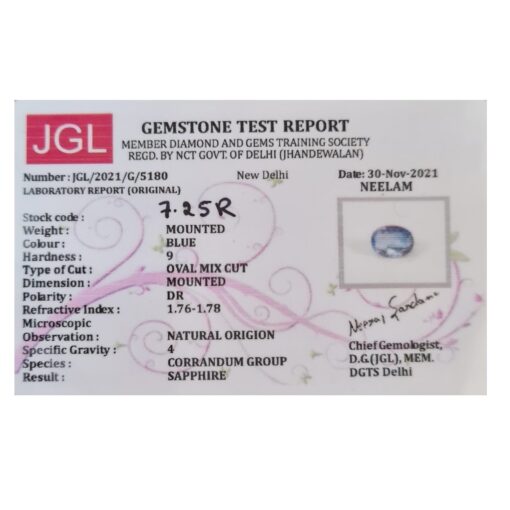 JGL
GEMSTONE TEST REPORT
MEMBER DIAMOND AND GEMS TRAINING SOCIETY
REGD. BY NCT GOVT. OF DELHI (JHANDEWALAN)
Number : JGL/2021/G/5180 New Delhi Date: 30-Nov-2021
LABORATORY REPORT (ORIGINAL) NEELAM
Stock code : 7.25R
Weight : MOUNTED
Colour : BLUE
Hardness : 9
Type of Cut : OVAL MIX CUT
Dimension : MOUNTED
Polarity : DR
Refractive Index : 1.76-1.78
Microscopic
Observation : NATURAL ORIGION
Specific Gravity : 4
Species : CORRANDUM GROUP
Result : SAPPHIRE
Chief Gemologist,
D.G.(JGL), MEM.
DGTS Delhi